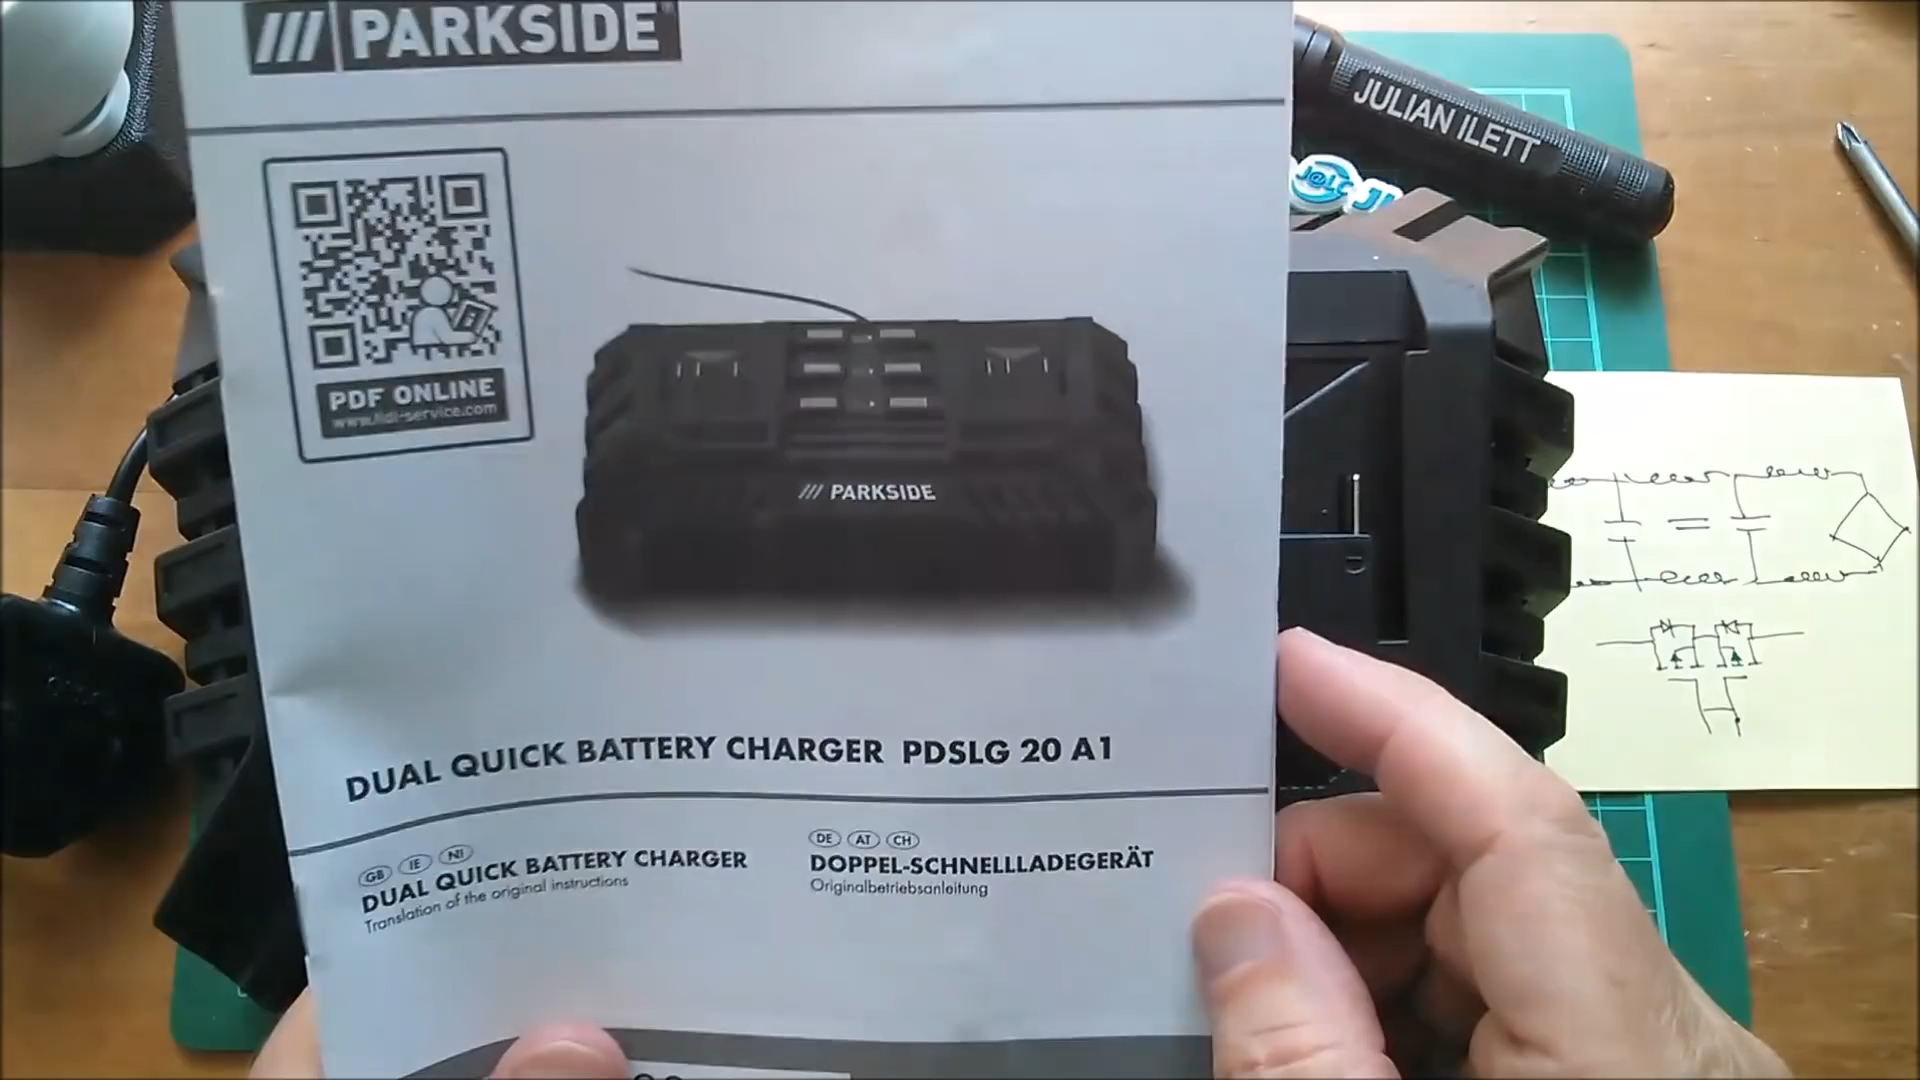 /// PARKSIDE®
JULIAN ILETT
J@LC
PDF ONLINE
www.lidl-service.com
/// PARKSIDE
DUAL QUICK BATTERY CHARGER PDSLG 20 A1
GB IE NI
DUAL QUICK BATTERY CHARGER
Translation of the original instructions
DE AT CH
DOPPEL-SCHNELLLADEGERÄT
Originalbetriebsanleitung